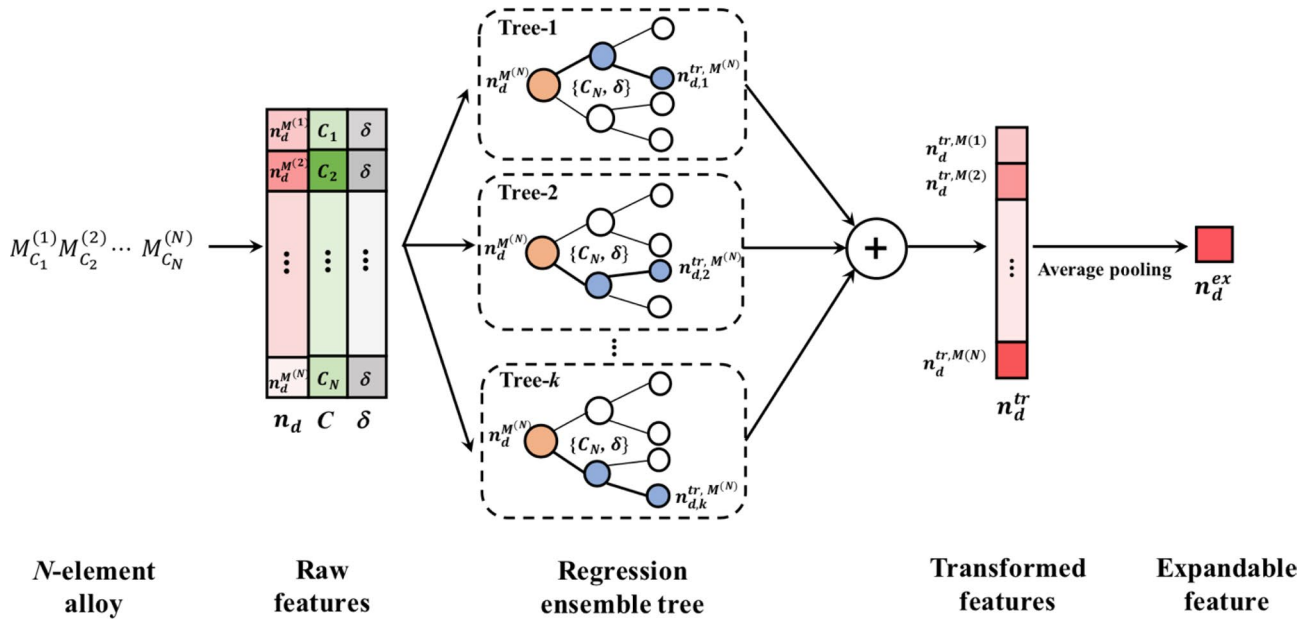 M_{C_1}^{(1)} M_{C_2}^{(2)} ⋯ M_{C_N}^{(N)}
n_d^{M^{(1)}} C_1 δ
n_d^{M^{(2)}} C_2 δ
⋮ ⋮ ⋮
n_d^{M^{(N)}} C_N δ
n_d C δ
Tree-1
n_d^{M^{(N)}} {C_N, δ} n_{d,1}^{tr, M^{(N)}}
Tree-2
n_d^{M^{(N)}} {C_N, δ} n_{d,2}^{tr, M^{(N)}}
⋮
Tree-k
n_d^{M^{(N)}} {C_N, δ} n_{d,k}^{tr, M^{(N)}}
+
n_d^{tr,M(1)}
n_d^{tr,M(2)}
⋮
n_d^{tr,M(N)}
n_d^{tr}
Average pooling
n_d^{ex}
N-element
alloy
Raw
features
Regression
ensemble tree
Transformed
features
Expandable
feature